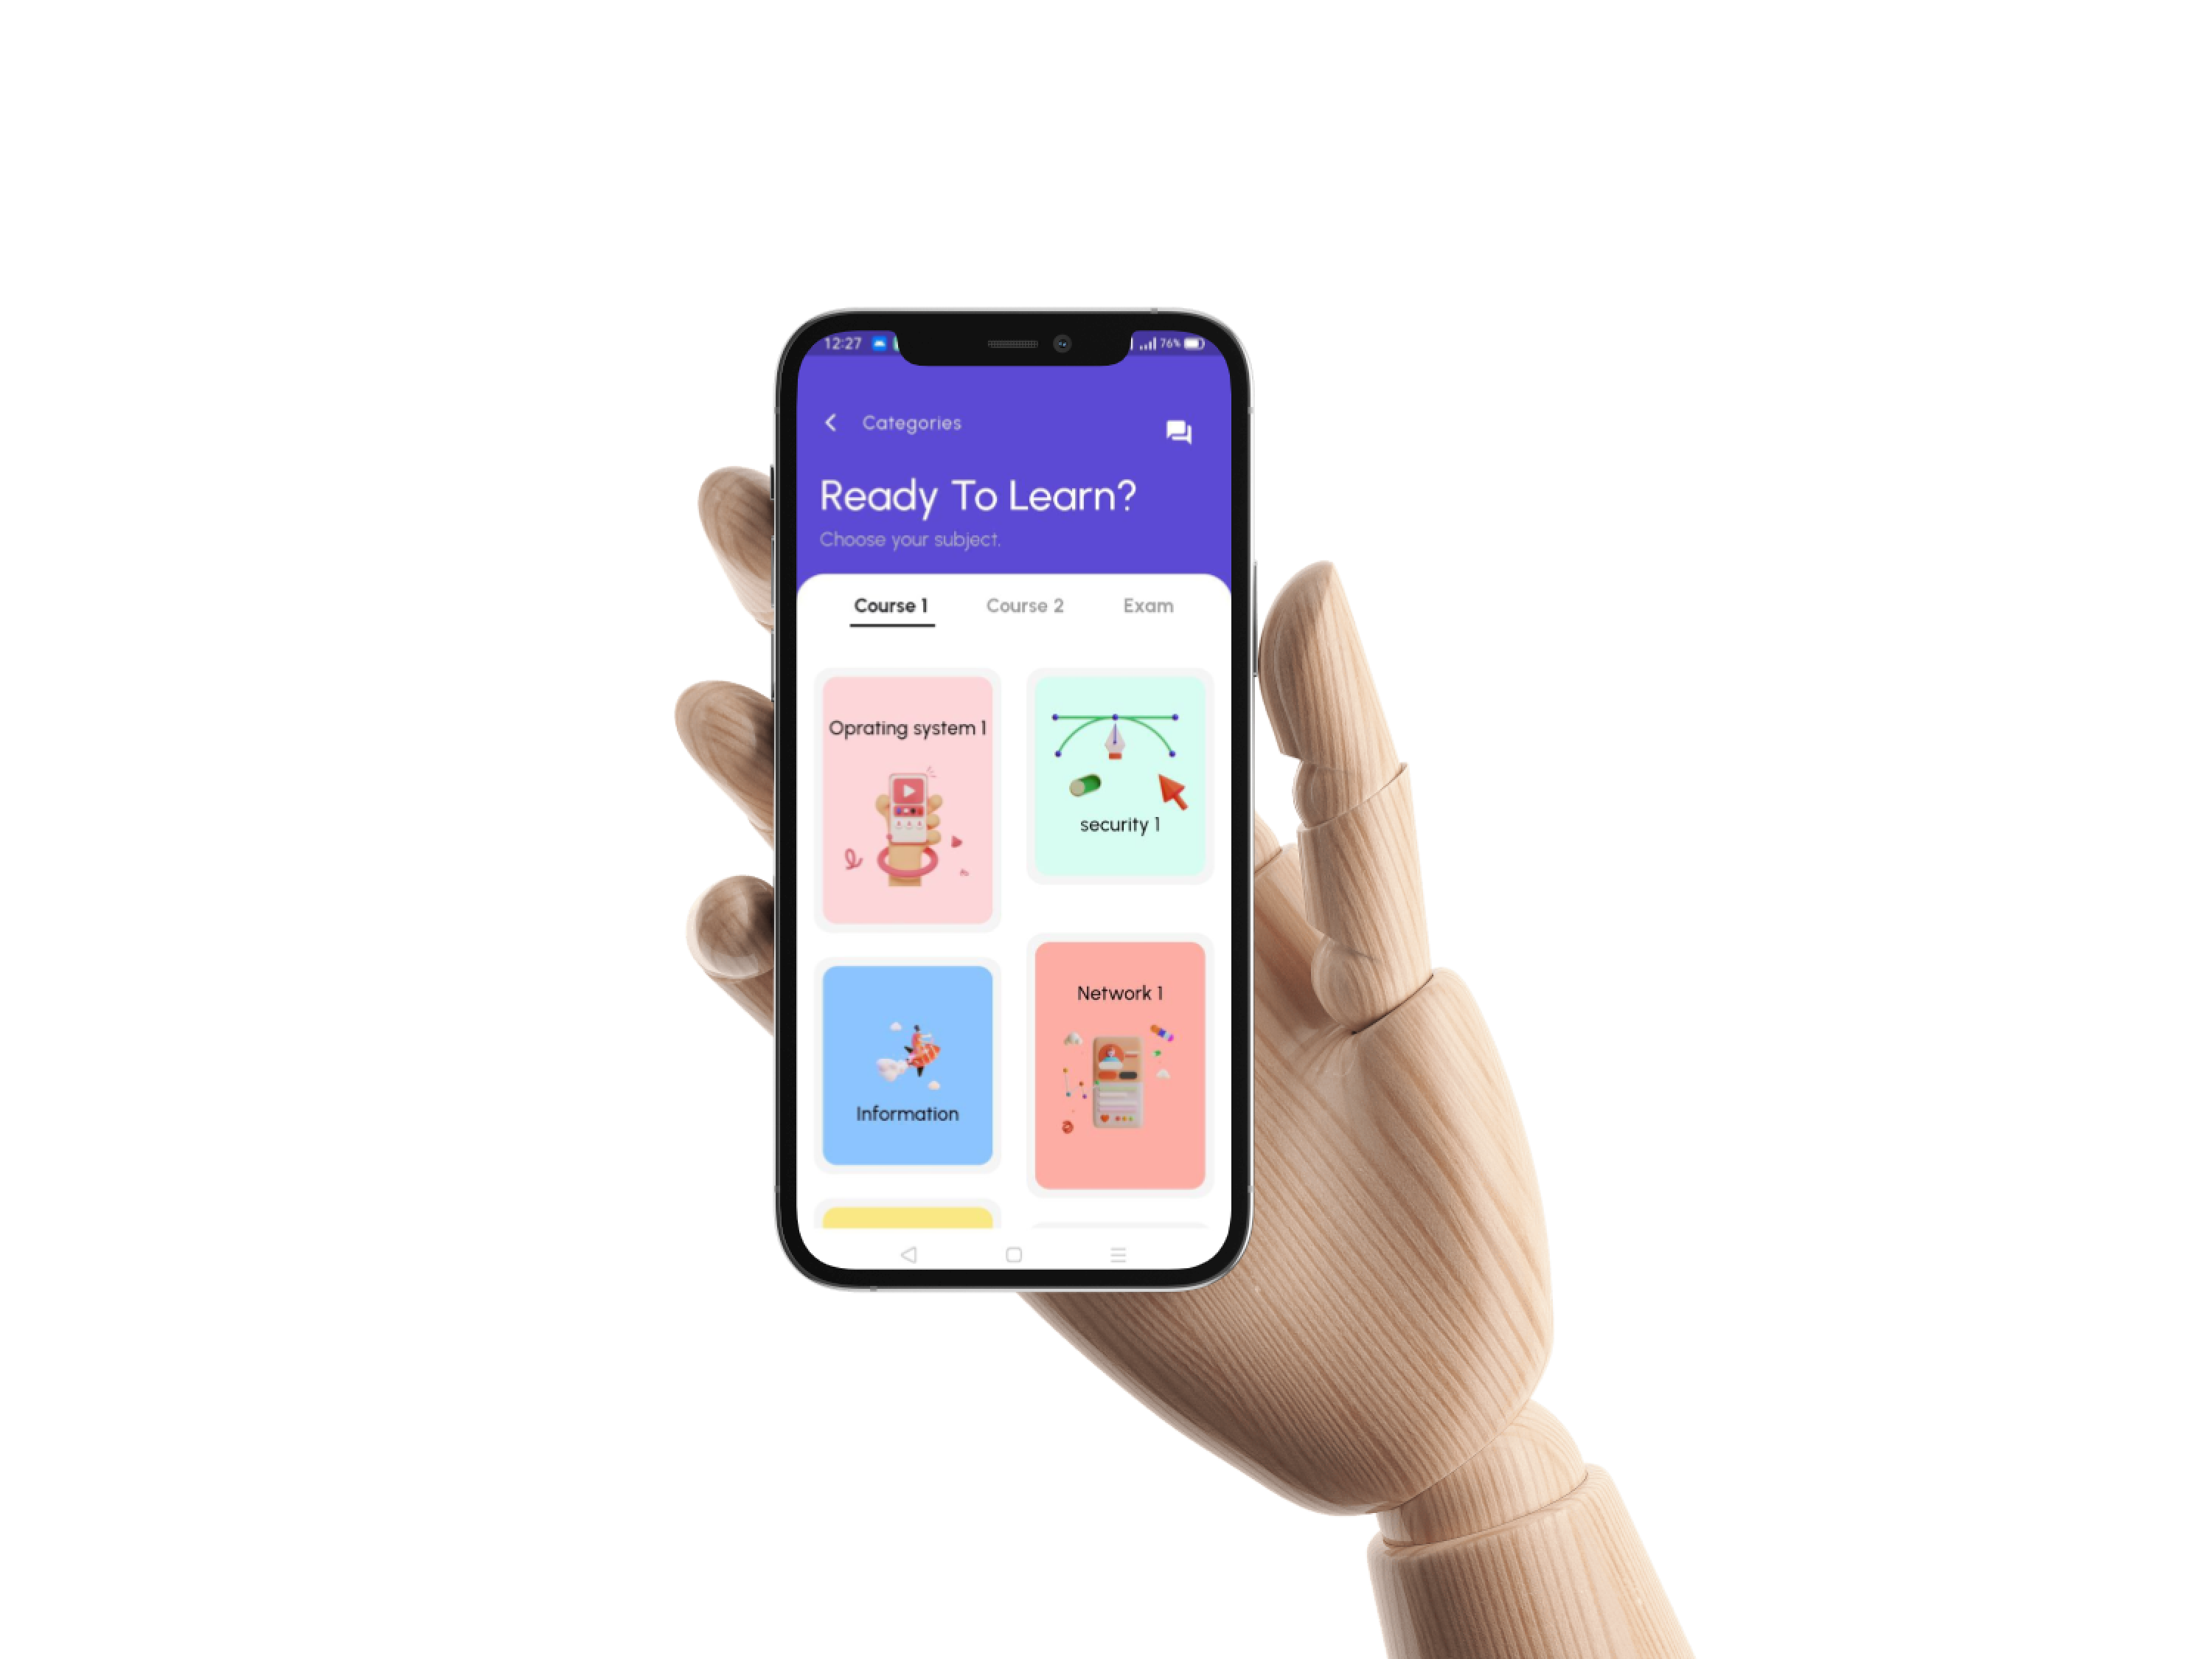 12:27
76%
Categories
Ready To Learn?
Choose your subject.
Course 1
Course 2
Exam
Oprating system 1
security 1
Network 1
Information